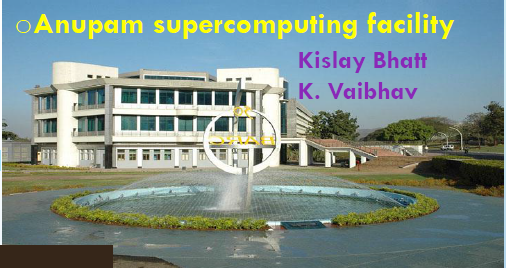 Anupam supercomputing facility
Kislay Bhatt
K. Vaibhav